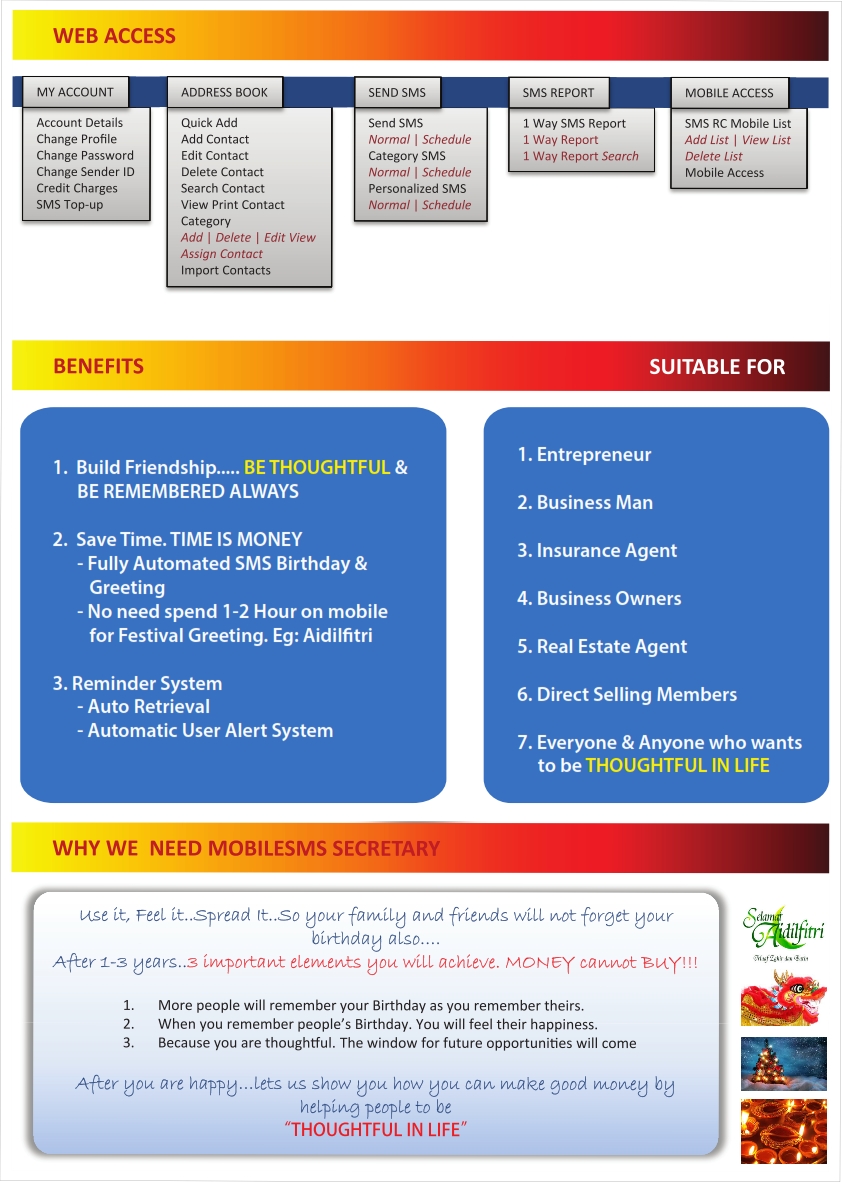 WEB ACCESS
MY ACCOUNT
Account Details
Change Profile
Change Password
Change Sender ID
Credit Charges
SMS Top-up
ADDRESS BOOK
Quick Add
Add Contact
Edit Contact
Delete Contact
Search Contact
View Print Contact
Category
Add | Delete | Edit View
Assign Contact
Import Contacts
SEND SMS
Send SMS
Normal | Schedule
Category SMS
Normal | Schedule
Personalized SMS
Normal | Schedule
SMS REPORT
1 Way SMS Report
1 Way Report
1 Way Report Search
MOBILE ACCESS
SMS RC Mobile List
Add List | View List
Delete List
Mobile Access
BENEFITS
SUITABLE FOR
1. Build Friendship..... BE THOUGHTFUL &
BE REMEMBERED ALWAYS
2. Save Time. TIME IS MONEY
- Fully Automated SMS Birthday &
Greeting
- No need spend 1-2 Hour on mobile
for Festival Greeting. Eg: Aidilfitri
3. Reminder System
- Auto Retrieval
- Automatic User Alert System
1. Entrepreneur
2. Business Man
3. Insurance Agent
4. Business Owners
5. Real Estate Agent
6. Direct Selling Members
7. Everyone & Anyone who wants
to be THOUGHTFUL IN LIFE
WHY WE NEED MOBILESMS SECRETARY
Use it, Feel it..Spread It..So your family and friends will not forget your
birthday also....
After 1-3 years..3 important elements you will achieve. MONEY cannot BUY!!!
1. More people will remember your Birthday as you remember theirs.
2. When you remember people's Birthday. You will feel their happiness.
3. Because you are thoughtful. The window for future opportunities will come
After you are happy...lets us show you how you can make good money by
helping people to be
"THOUGHTFUL IN LIFE"
Selamat
Aidilfitri
Maaf Zahir dan Batin